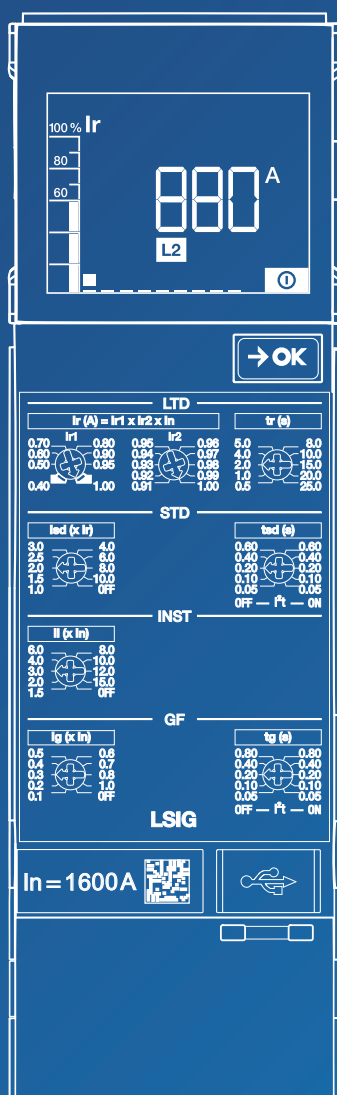 100 % Ir
80
60
880 A
L2
→ OK
LTD
Ir (A) = Ir1 x Ir2 x In tr (s)
Ir1 Ir2
0.70 0.80 0.95 0.96 5.0 8.0
0.60 0.90 0.94 0.97 4.0 10.0
0.50 0.95 0.93 0.98 2.0 15.0
0.92 0.99 1.0 20.0
0.40 1.00 0.91 1.00 0.5 25.0
STD
Isd (x Ir) tsd (s)
3.0 4.0 0.60 0.60
2.5 6.0 0.40 0.40
2.0 8.0 0.20 0.20
1.5 10.0 0.10 0.10
1.0 OFF 0.05 0.05
OFF — I²t — ON
INST
Ii (x In)
6.0 8.0
4.0 10.0
3.0 12.0
2.0 15.0
1.5 OFF
GF
Ig (x In) tg (s)
0.5 0.6 0.80 0.80
0.4 0.7 0.40 0.40
0.3 0.8 0.20 0.20
0.2 1.0 0.10 0.10
0.1 OFF 0.05 0.05
OFF — I²t — ON
LSIG
In = 1600 A